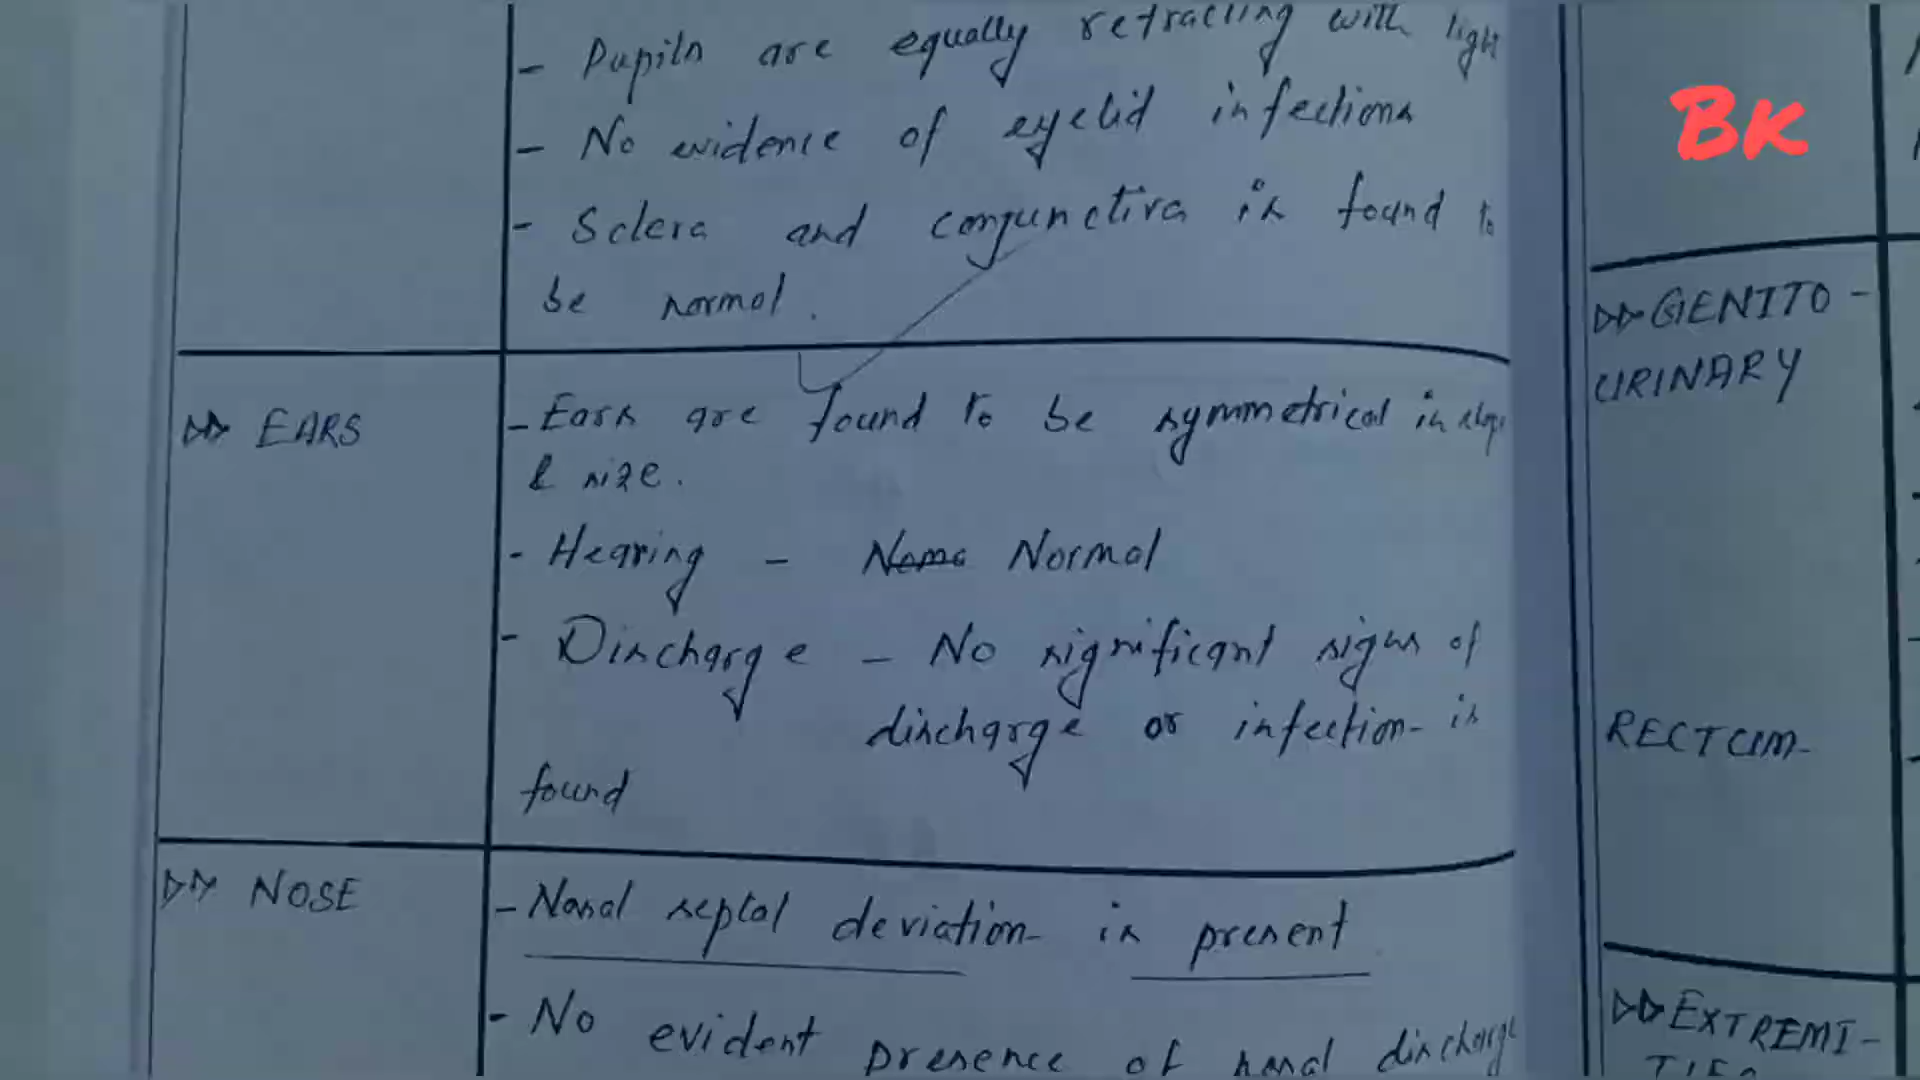 - Pupils are equally retracting with light
- No evidence of eyelid infections
- Sclera and conjunctiva is found to
be normal.
▷▷ EARS
- Ears are found to be symmetrical in shape
& size.
- Hearing - Name Normal
- Discharge - No significant signs of
discharge or infection is
found
▷▷ NOSE
- Nasal septal deviation is present
- No evident presence of nasal discharge
BK
▷▷ GENITO-
URINARY
RECTUM-
▷▷ EXTREMI-
TIES